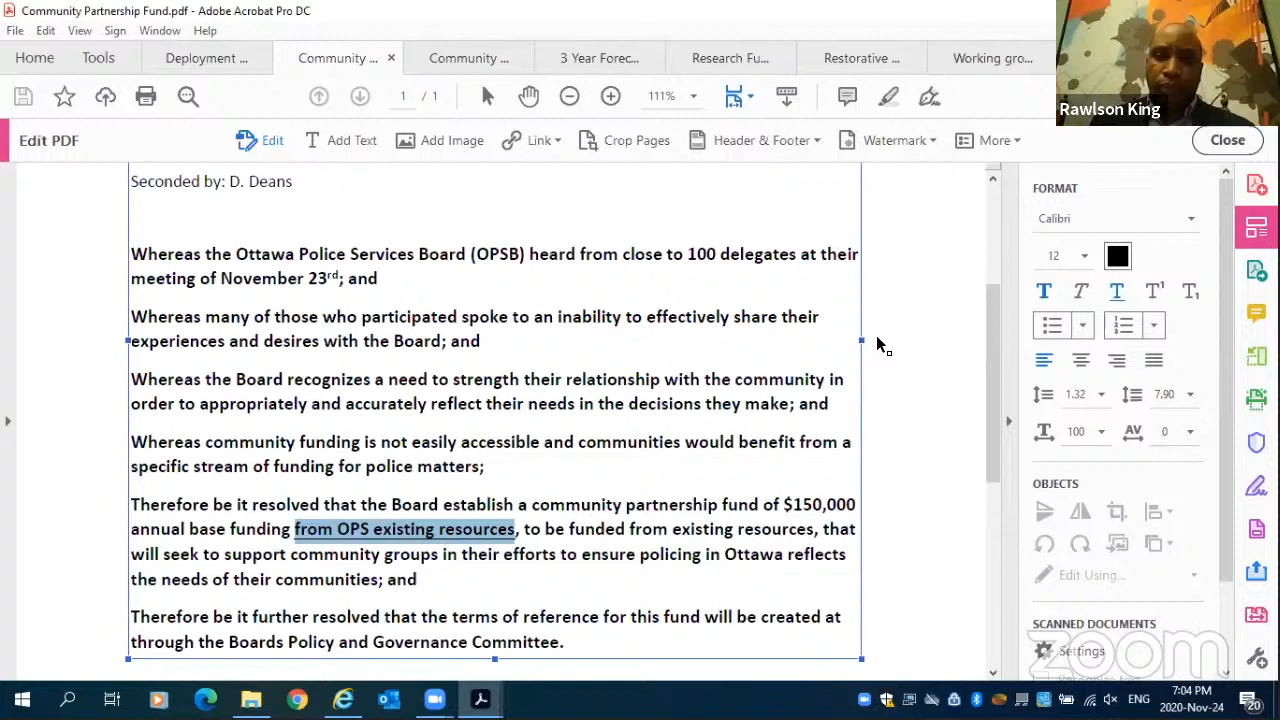 Community Partnership Fund.pdf - Adobe Acrobat Pro DC
File Edit View Sign Window Help
Home Tools Deployment ... Community ... × Community ... 3 Year Forec... Research Fu... Restorative ... Working gro...
1 / 1 111%
Rawlson King
Edit PDF Edit Add Text Add Image Link Crop Pages Header & Footer Watermark More Close
Seconded by: D. Deans
Whereas the Ottawa Police Services Board (OPSB) heard from close to 100 delegates at their
meeting of November 23rd; and
Whereas many of those who participated spoke to an inability to effectively share their
experiences and desires with the Board; and
Whereas the Board recognizes a need to strength their relationship with the community in
order to appropriately and accurately reflect their needs in the decisions they make; and
Whereas community funding is not easily accessible and communities would benefit from a
specific stream of funding for police matters;
Therefore be it resolved that the Board establish a community partnership fund of $150,000
annual base funding from OPS existing resources, to be funded from existing resources, that
will seek to support community groups in their efforts to ensure policing in Ottawa reflects
the needs of their communities; and
Therefore be it further resolved that the terms of reference for this fund will be created at
through the Boards Policy and Governance Committee.
FORMAT
Calibri
12
T T T T1 T1
1.32 7.90
100 AV 0
OBJECTS
Edit Using...
SCANNED DOCUMENTS
Settings
zoom
ENG 7:04 PM
2020-Nov-24
20